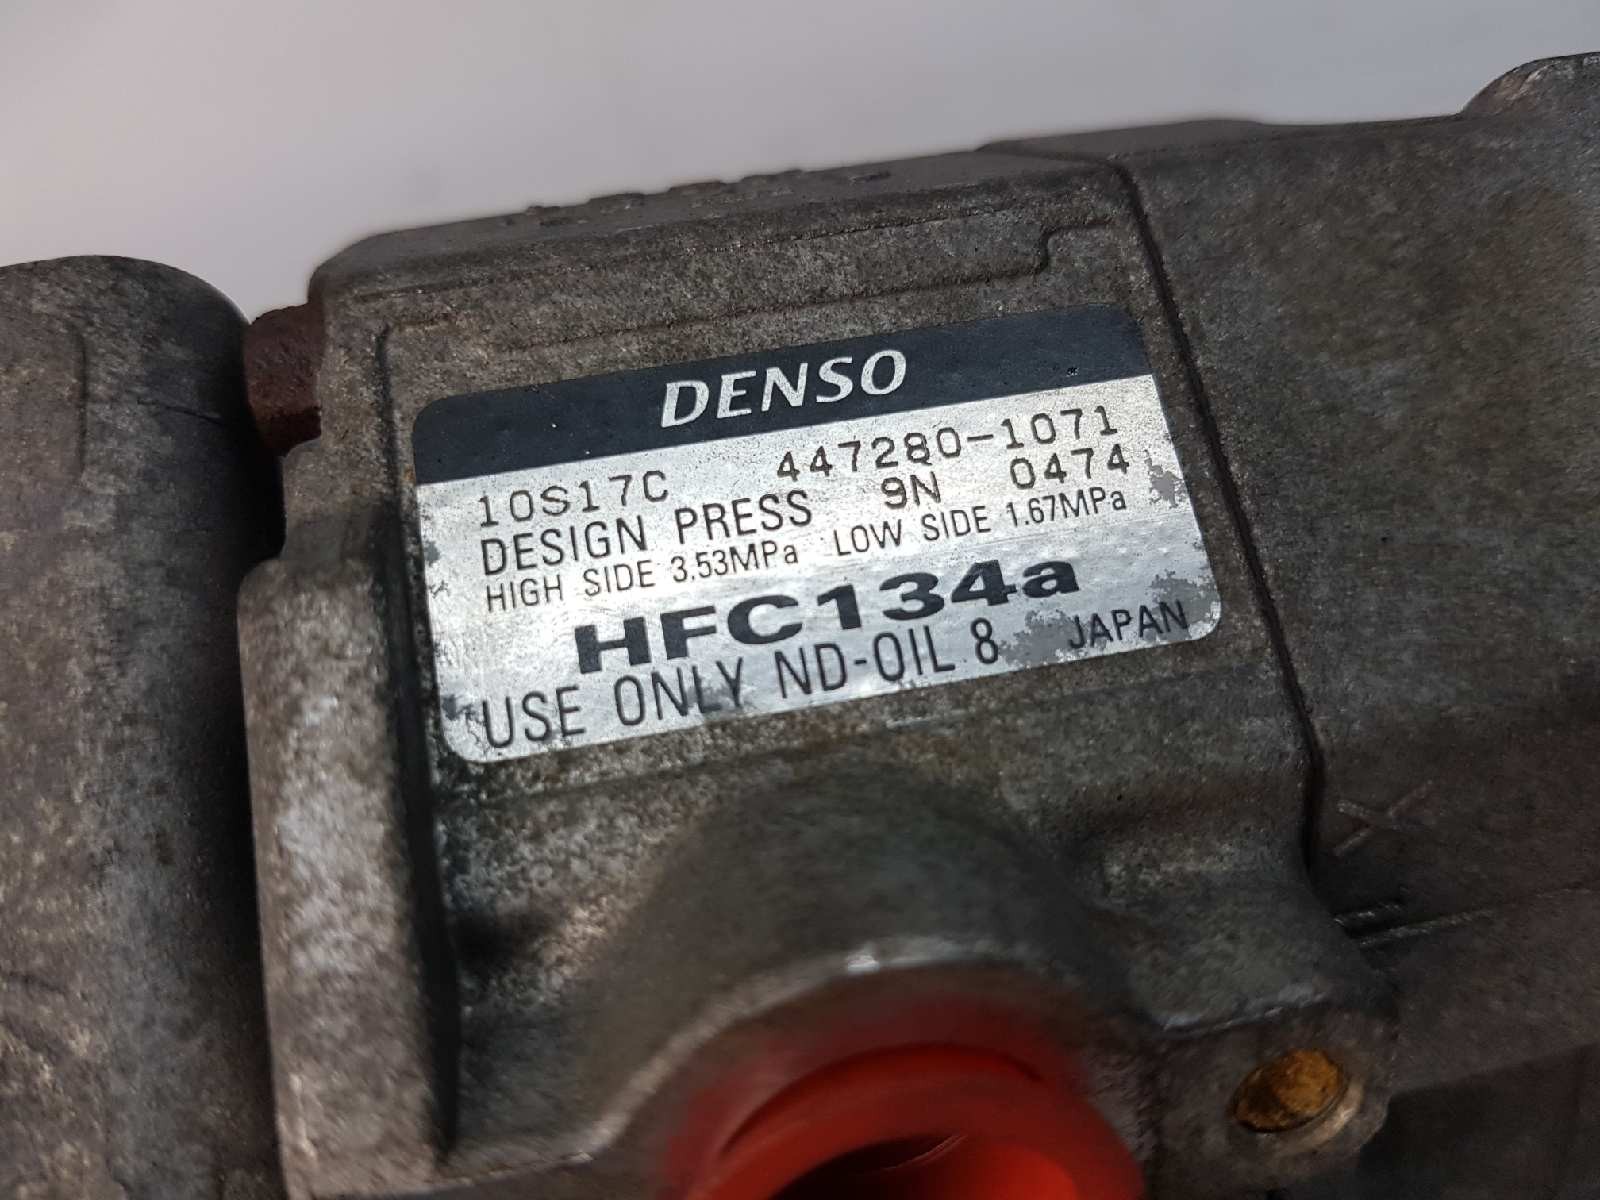 DENSO
10S17C 447280-1071
DESIGN PRESS 9N 0474
HIGH SIDE 3.53MPa LOW SIDE 1.67MPa
HFC134a
USE ONLY ND-OIL 8 JAPAN